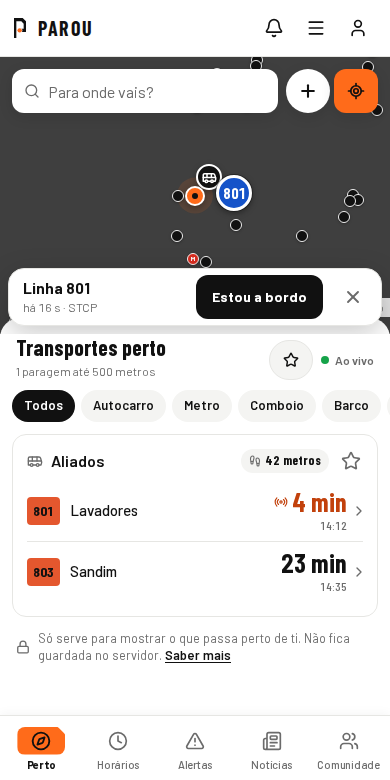 PAROU
Para onde vais?
801
M
Linha 801
há 16 s · STCP
Estou a bordo
Transportes perto
1 paragem até 500 metros
Ao vivo
Todos
Autocarro
Metro
Comboio
Barco
Aliados
42 metros
801
Lavadores
4 min
14:12
803
Sandim
23 min
14:35
Só serve para mostrar o que passa perto de ti. Não fica
guardada no servidor. Saber mais
Perto
Horários
Alertas
Notícias
Comunidade